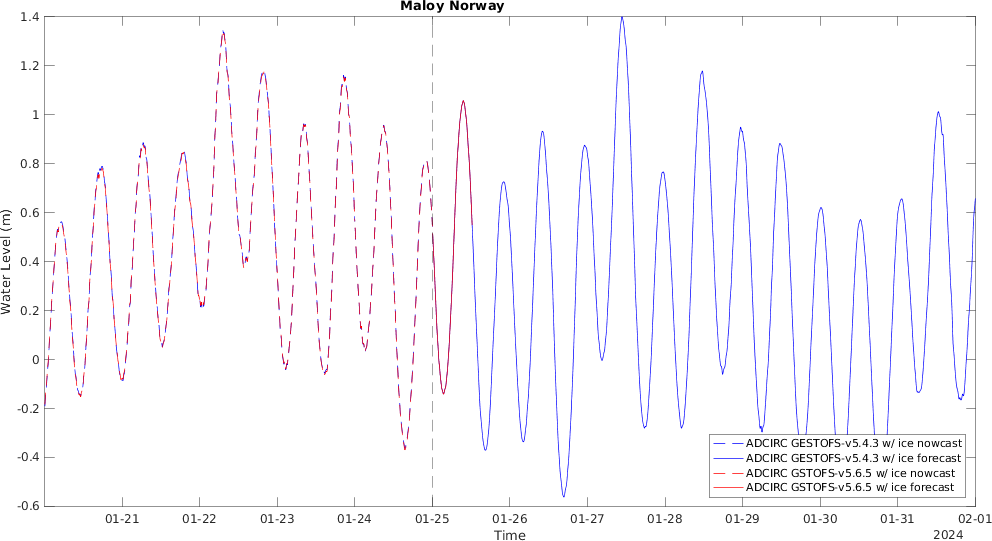 Maloy Norway
1.4
1.2
1
0.8
0.6
0.4
0.2
0
-0.2
-0.4
-0.6
Water Level (m)
ADCIRC GESTOFS-v5.4.3 w/ ice nowcast
ADCIRC GESTOFS-v5.4.3 w/ ice forecast
ADCIRC GSTOFS-v5.6.5 w/ ice nowcast
ADCIRC GSTOFS-v5.6.5 w/ ice forecast
01-21 01-22 01-23 01-24 01-25 01-26 01-27 01-28 01-29 01-30 01-31 02-01
Time
2024